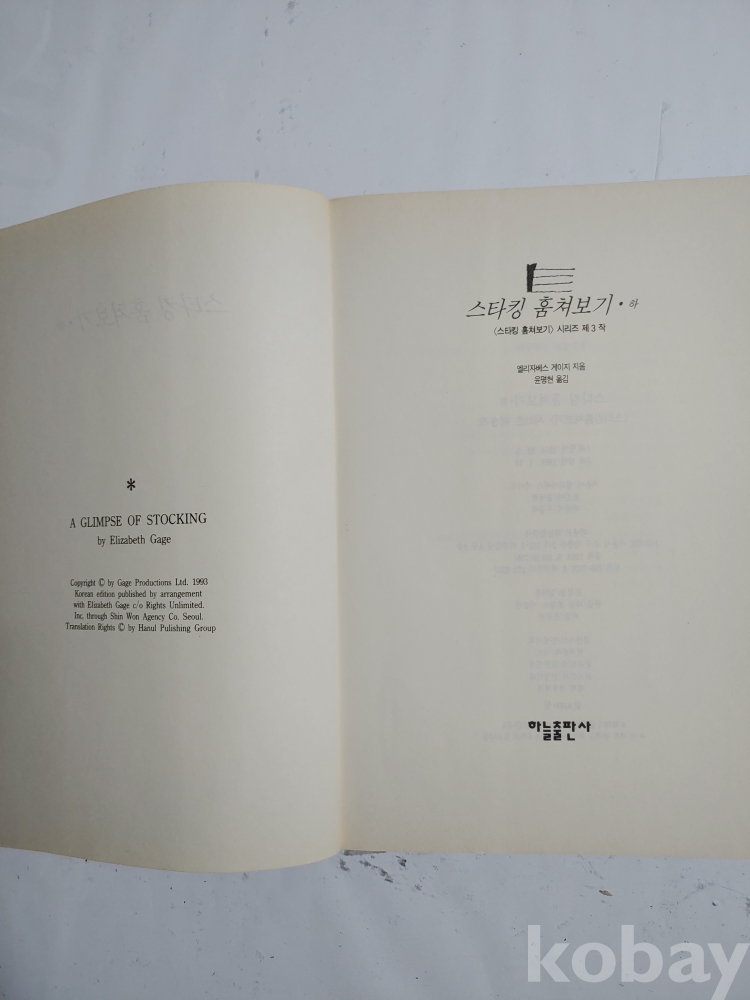 *
A GLIMPSE OF STOCKING
by Elizabeth Gage
Copyright © by Gage Productions Ltd. 1993
Korean edition published by arrangement
with Elizabeth Gage c/o Rights Unlimited.
Inc, through Shin Won Agency Co. Seoul.
Translation Rights © by Hanul Pulishing Group
스타킹 훔쳐보기 · 하
〈스타킹 훔쳐보기〉 시리즈 제 3 작
엘리자베스 게이지 지음
윤명현 옮김
하늘출판사
kobay